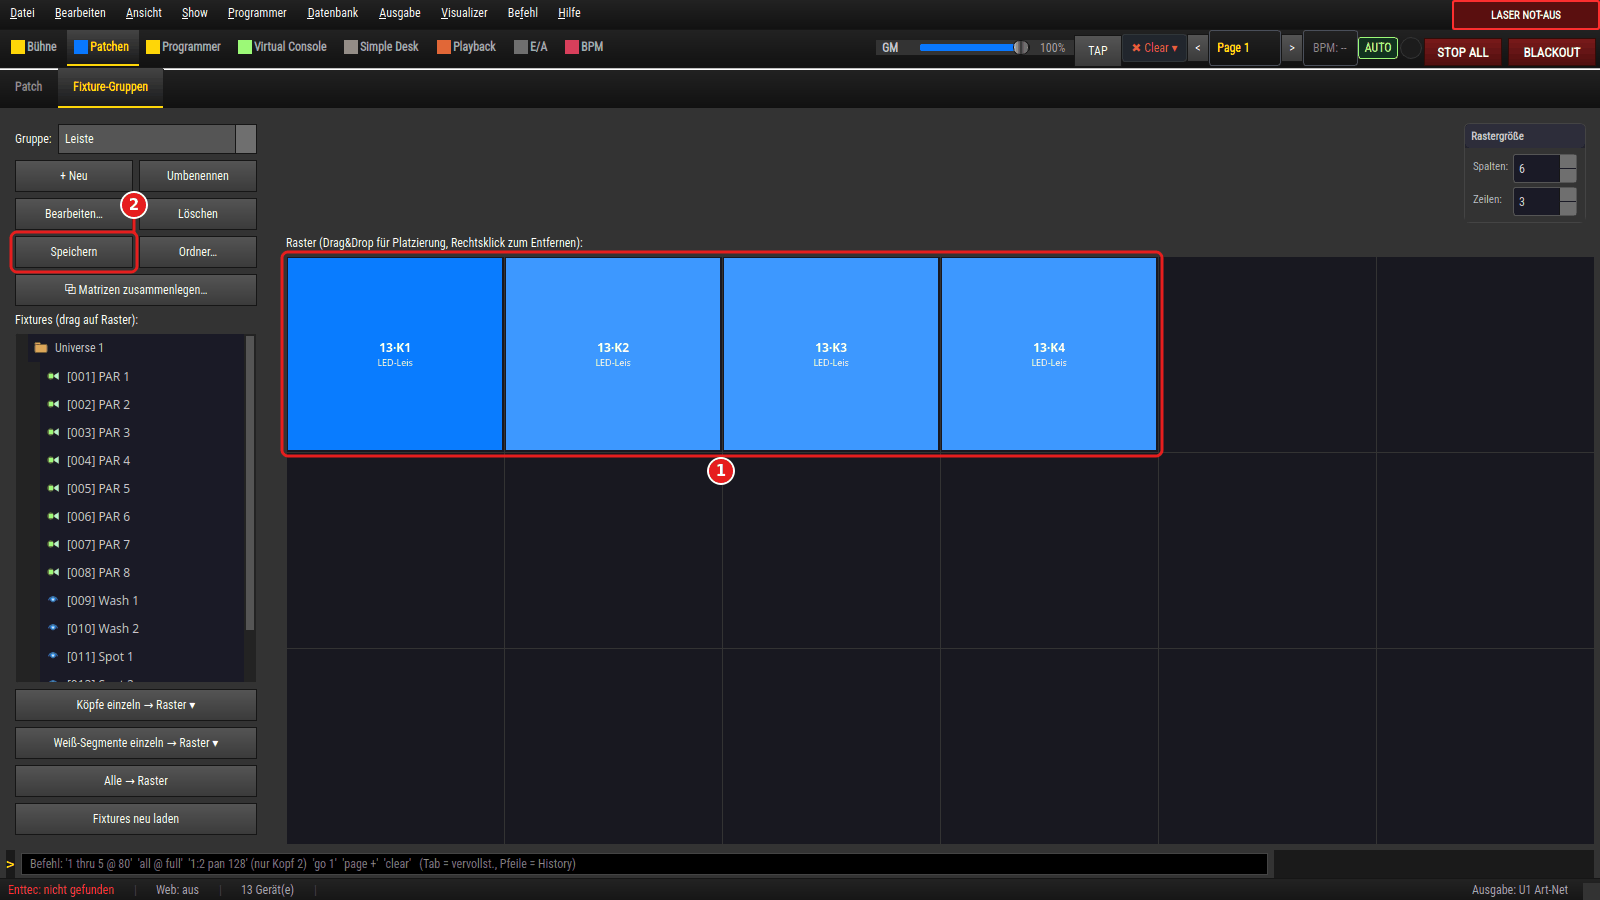 Datei Bearbeiten Ansicht Show Programmer Datenbank Ausgabe Visualizer Befehl Hilfe
LASER NOT-AUS
Bühne Patchen Programmer Virtual Console Simple Desk Playback E/A BPM
GM 100% TAP ✖ Clear ▾ < Page 1 > BPM: -- AUTO STOP ALL BLACKOUT
Patch Fixture-Gruppen
Gruppe: Leiste
+ Neu Umbenennen
Bearbeiten... Löschen
2
Speichern Ordner...
Matrizen zusammenlegen...
Fixtures (drag auf Raster):
Universe 1
[001] PAR 1
[002] PAR 2
[003] PAR 3
[004] PAR 4
[005] PAR 5
[006] PAR 6
[007] PAR 7
[008] PAR 8
[009] Wash 1
[010] Wash 2
[011] Spot 1
Köpfe einzeln → Raster ▾
Weiß-Segmente einzeln → Raster ▾
Alle → Raster
Fixtures neu laden
Rastergröße
Spalten: 6
Zeilen: 3
Raster (Drag&Drop für Platzierung, Rechtsklick zum Entfernen):
13·K1 13·K2 13·K3 13·K4
LED-Leis LED-Leis LED-Leis LED-Leis
1
> Befehl: '1 thru 5 @ 80' 'all @ full' '1:2 pan 128' (nur Kopf 2) 'go 1' 'page +' 'clear' (Tab = vervollst., Pfeile = History)
Enttec: nicht gefunden Web: aus 13 Gerät(e) Ausgabe: U1 Art-Net